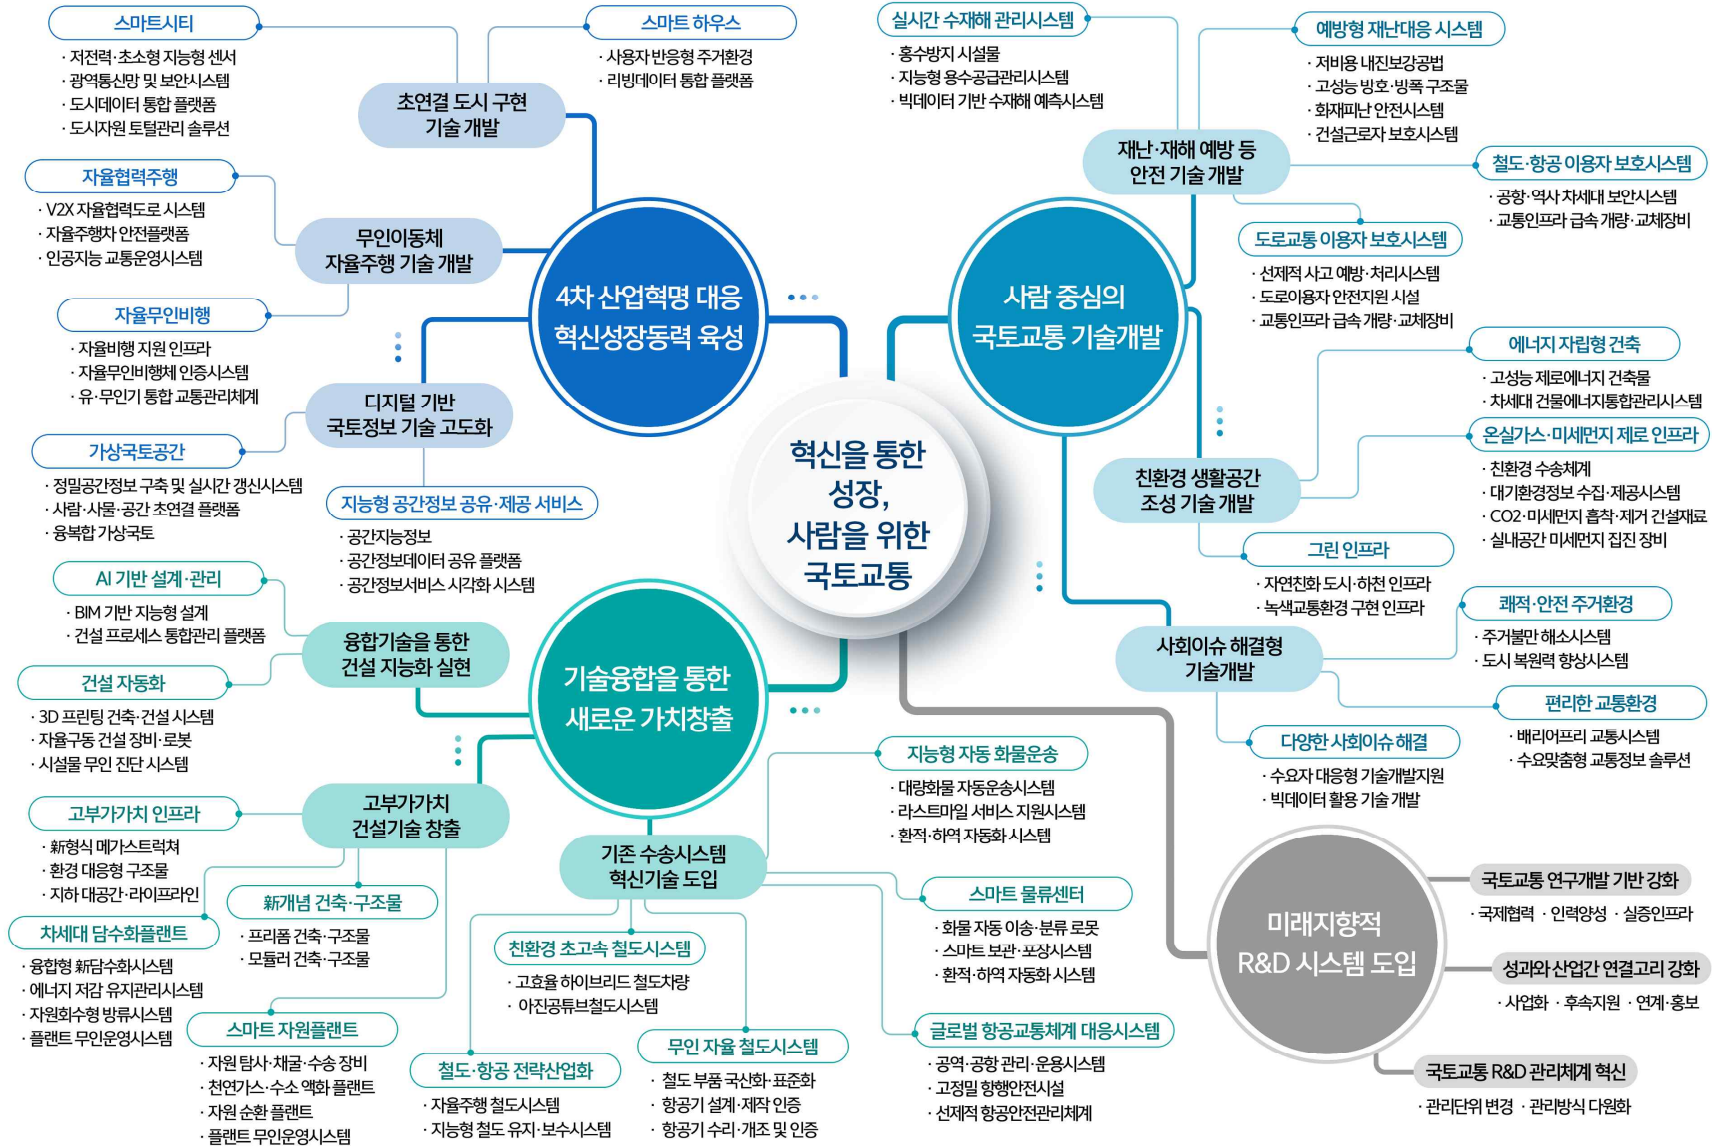 혁신을 통한
성장,
사람을 위한
국토교통
4차 산업혁명 대응
혁신성장동력 육성
초연결 도시 구현
기술 개발
스마트시티
· 저전력·초소형 지능형 센서
· 광역통신망 및 보안시스템
· 도시데이터 통합 플랫폼
· 도시자원 토털관리 솔루션
스마트 하우스
· 사용자 반응형 주거환경
· 리빙데이터 통합 플랫폼
무인이동체
자율주행 기술 개발
자율협력주행
· V2X 자율협력도로 시스템
· 자율주행차 안전플랫폼
· 인공지능 교통운영시스템
자율무인비행
· 자율비행 지원 인프라
· 자율무인비행체 인증시스템
· 유·무인기 통합 교통관리체계
디지털 기반
국토정보 기술 고도화
가상국토공간
· 정밀공간정보 구축 및 실시간 갱신시스템
· 사람·사물·공간 초연결 플랫폼
· 융복합 가상국토
지능형 공간정보 공유·제공 서비스
· 공간지능정보
· 공간정보데이터 공유 플랫폼
· 공간정보서비스 시각화 시스템
사람 중심의
국토교통 기술개발
재난·재해 예방 등
안전 기술 개발
실시간 수재해 관리시스템
· 홍수방지 시설물
· 지능형 용수공급관리시스템
· 빅데이터 기반 수재해 예측시스템
예방형 재난대응 시스템
· 저비용 내진보강공법
· 고성능 방호·방폭 구조물
· 화재피난 안전시스템
· 건설근로자 보호시스템
철도·항공 이용자 보호시스템
· 공항·역사 차세대 보안시스템
· 교통인프라 급속 개량·교체장비
도로교통 이용자 보호시스템
· 선제적 사고 예방·처리시스템
· 도로이용자 안전지원 시설
· 교통인프라 급속 개량·교체장비
친환경 생활공간
조성 기술 개발
에너지 자립형 건축
· 고성능 제로에너지 건축물
· 차세대 건물에너지통합관리시스템
온실가스·미세먼지 제로 인프라
· 친환경 수송체계
· 대기환경정보 수집·제공시스템
· CO2·미세먼지 흡착·제거 건설재료
· 실내공간 미세먼지 집진 장비
그린 인프라
· 자연친화 도시·하천 인프라
· 녹색교통환경 구현 인프라
사회이슈 해결형
기술개발
쾌적·안전 주거환경
· 주거불만 해소시스템
· 도시 복원력 향상시스템
편리한 교통환경
· 배리어프리 교통시스템
· 수요맞춤형 교통정보 솔루션
다양한 사회이슈 해결
· 수요자 대응형 기술개발지원
· 빅데이터 활용 기술 개발
기술융합을 통한
새로운 가치창출
융합기술을 통한
건설 지능화 실현
AI 기반 설계·관리
· BIM 기반 지능형 설계
· 건설 프로세스 통합관리 플랫폼
건설 자동화
· 3D 프린팅 건축·건설 시스템
· 자율구동 건설 장비·로봇
· 시설물 무인 진단 시스템
고부가가치
건설기술 창출
고부가가치 인프라
· 新형식 메가스트럭쳐
· 환경 대응형 구조물
· 지하 대공간·라이프라인
新개념 건축·구조물
· 프리폼 건축·구조물
· 모듈러 건축·구조물
차세대 담수화플랜트
· 융합형 新담수화시스템
· 에너지 저감 유지관리시스템
· 자원회수형 방류시스템
· 플랜트 무인운영시스템
스마트 자원플랜트
· 자원 탐사·채굴·수송 장비
· 천연가스·수소 액화 플랜트
· 자원 순환 플랜트
· 플랜트 무인운영시스템
기존 수송시스템
혁신기술 도입
지능형 자동 화물운송
· 대량화물 자동운송시스템
· 라스트마일 서비스 지원시스템
· 환적·하역 자동화 시스템
스마트 물류센터
· 화물 자동 이송·분류 로봇
· 스마트 보관·포장시스템
· 환적·하역 자동화 시스템
친환경 초고속 철도시스템
· 고효율 하이브리드 철도차량
· 아진공튜브철도시스템
글로벌 항공교통체계 대응시스템
· 공역·공항 관리·운용시스템
· 고정밀 항행안전시설
· 선제적 항공안전관리체계
무인 자율 철도시스템
· 철도 부품 국산화·표준화
· 항공기 설계·제작 인증
· 항공기 수리·개조 및 인증
철도·항공 전략산업화
· 자율주행 철도시스템
· 지능형 철도 유지·보수시스템
미래지향적
R&D 시스템 도입
국토교통 연구개발 기반 강화
· 국제협력 · 인력양성 · 실증인프라
성과와 산업간 연결고리 강화
· 사업화 · 후속지원 · 연계·홍보
국토교통 R&D 관리체계 혁신
· 관리단위 변경 · 관리방식 다원화